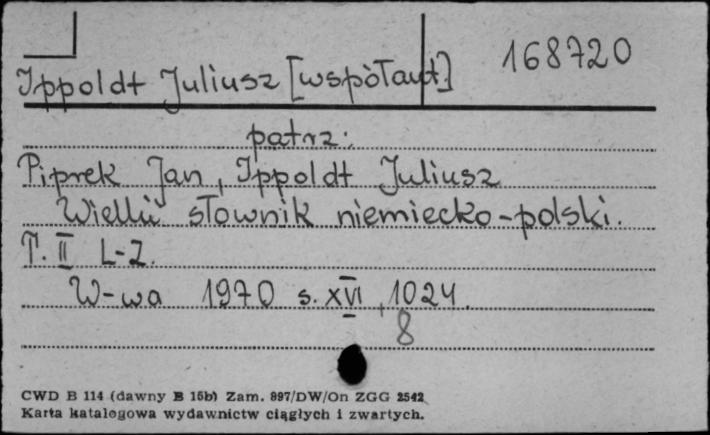 168720
Ippoldt Juliusz [współaut.]
patrz:
Piprek Jan, Ippoldt Juliusz
Wielki słownik niemiecko-polski.
T. II L-Z.
W-wa 1970 s. XVI, 1024.
8
CWD B 114 (dawny B 15b) Zam. 897/DW/On ZGG 2542
Karta katalogowa wydawnictw ciągłych i zwartych.